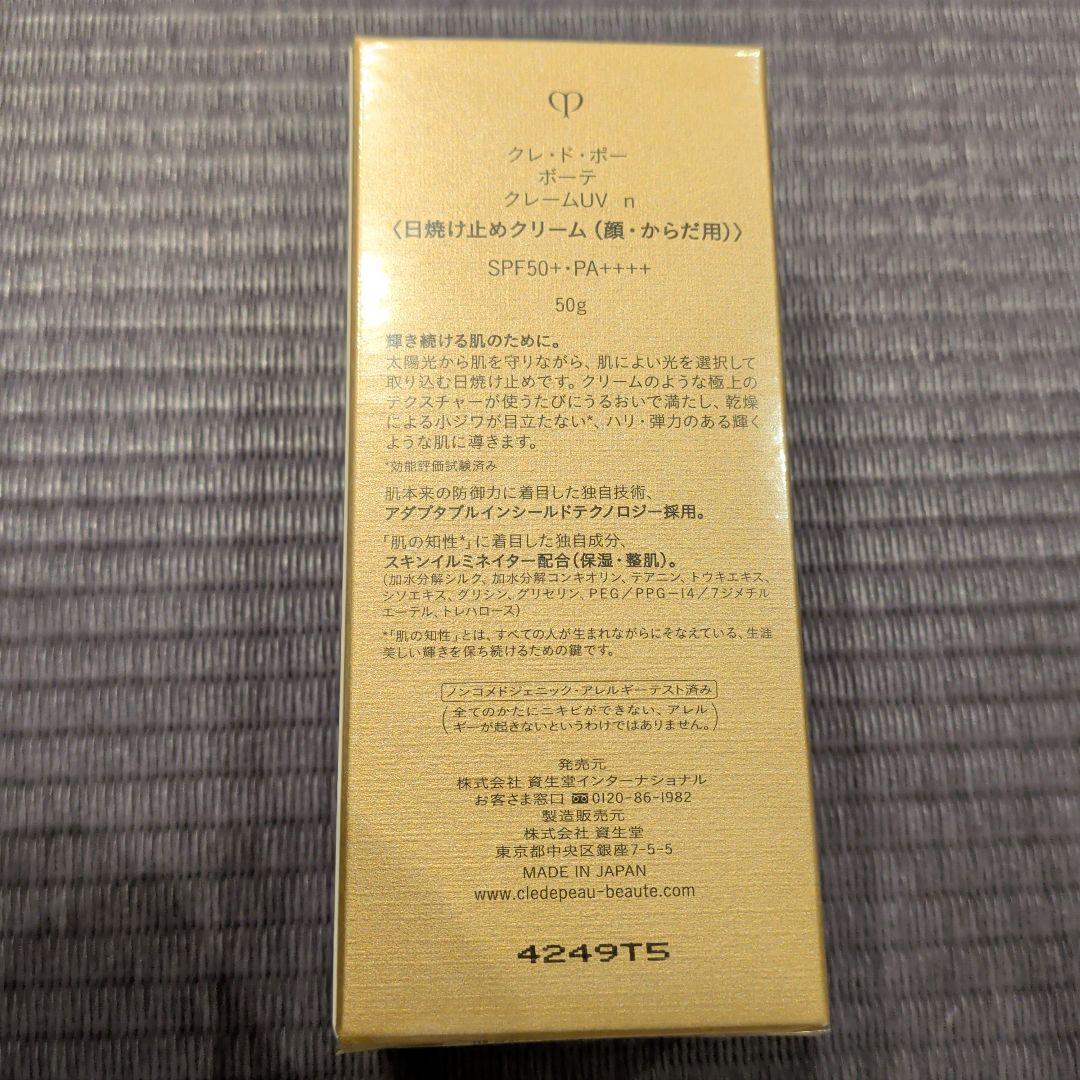 クレ・ド・ポー
ボーテ
クレームUV n
〈日焼け止めクリーム(顔・からだ用)〉
SPF50+・PA++++
50g
輝き続ける肌のために。
太陽光から肌を守りながら、肌によい光を選択して
取り込む日焼け止めです。クリームのような極上の
テクスチャーが使うたびにうるおいで満たし、乾燥
による小ジワが目立たない*、ハリ・弾力のある輝く
ような肌に導きます。
*効能評価試験済み
肌本来の防御力に着目した独自技術、
アダプタブルインシールドテクノロジー採用。
「肌の知性*」に着目した独自成分、
スキンイルミネイター配合(保湿・整肌)。
(加水分解シルク、加水分解コンキオリン、テアニン、トウキエキス、
シソエキス、グリシン、グリセリン、PEG/PPG-14/7ジメチル
エーテル、トレハロース)
*「肌の知性」とは、すべての人が生まれながらにそなえている、生涯
美しい輝きを保ち続けるための鍵です。
ノンコメドジェニック・アレルギーテスト済み
(全てのかたにニキビができない、アレル
ギーが起きないというわけではありません。)
発売元
株式会社 資生堂インターナショナル
お客さま窓口 0120-86-1982
製造販売元
株式会社 資生堂
東京都中央区銀座7-5-5
MADE IN JAPAN
www.cledepeau-beaute.com
4249T5